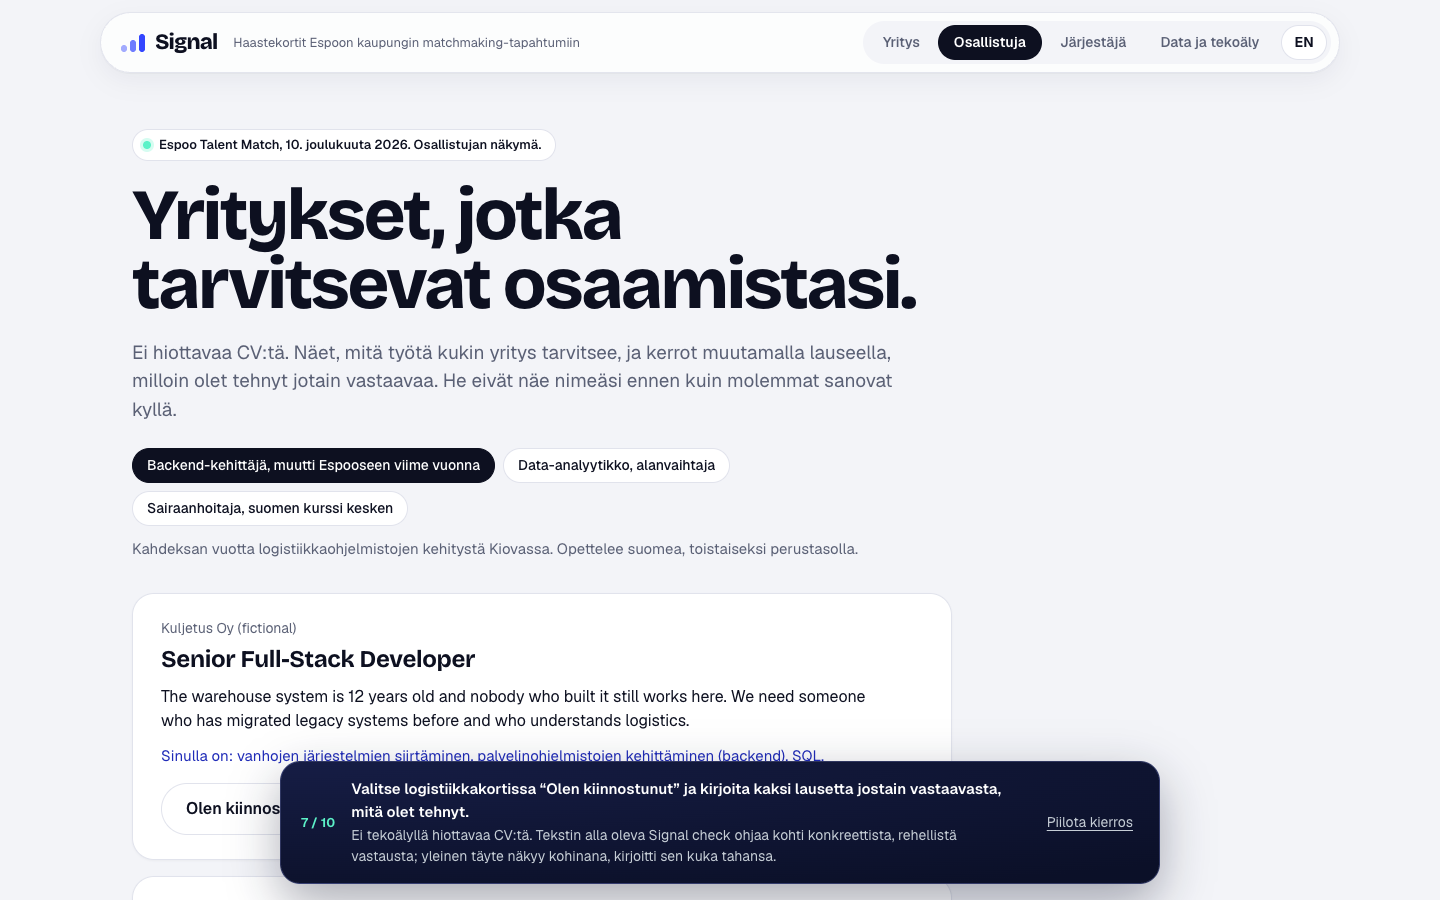 Signal
Haastekortit Espoon kaupungin matchmaking-tapahtumiin
Yritys
Osallistuja
Järjestäjä
Data ja tekoäly
EN
Espoo Talent Match, 10. joulukuuta 2026. Osallistujan näkymä.
Yritykset, jotka
tarvitsevat osaamistasi.
Ei hiottavaa CV:tä. Näet, mitä työtä kukin yritys tarvitsee, ja kerrot muutamalla lauseella,
milloin olet tehnyt jotain vastaavaa. He eivät näe nimeäsi ennen kuin molemmat sanovat
kyllä.
Backend-kehittäjä, muutti Espooseen viime vuonna
Data-analyytikko, alanvaihtaja
Sairaanhoitaja, suomen kurssi kesken
Kahdeksan vuotta logistiikkaohjelmistojen kehitystä Kiovassa. Opettelee suomea, toistaiseksi perustasolla.
Kuljetus Oy (fictional)
Senior Full-Stack Developer
The warehouse system is 12 years old and nobody who built it still works here. We need someone
who has migrated legacy systems before and who understands logistics.
Sinulla on: vanhojen järjestelmien siirtäminen, palvelinohjelmistojen kehittäminen (backend), SQL.
Olen kiinnos
7 / 10
Valitse logistiikkakortissa “Olen kiinnostunut” ja kirjoita kaksi lausetta jostain vastaavasta,
mitä olet tehnyt.
Ei tekoälyllä hiottavaa CV:tä. Tekstin alla oleva Signal check ohjaa kohti konkreettista, rehellistä
vastausta; yleinen täyte näkyy kohinana, kirjoitti sen kuka tahansa.
Piilota kierros